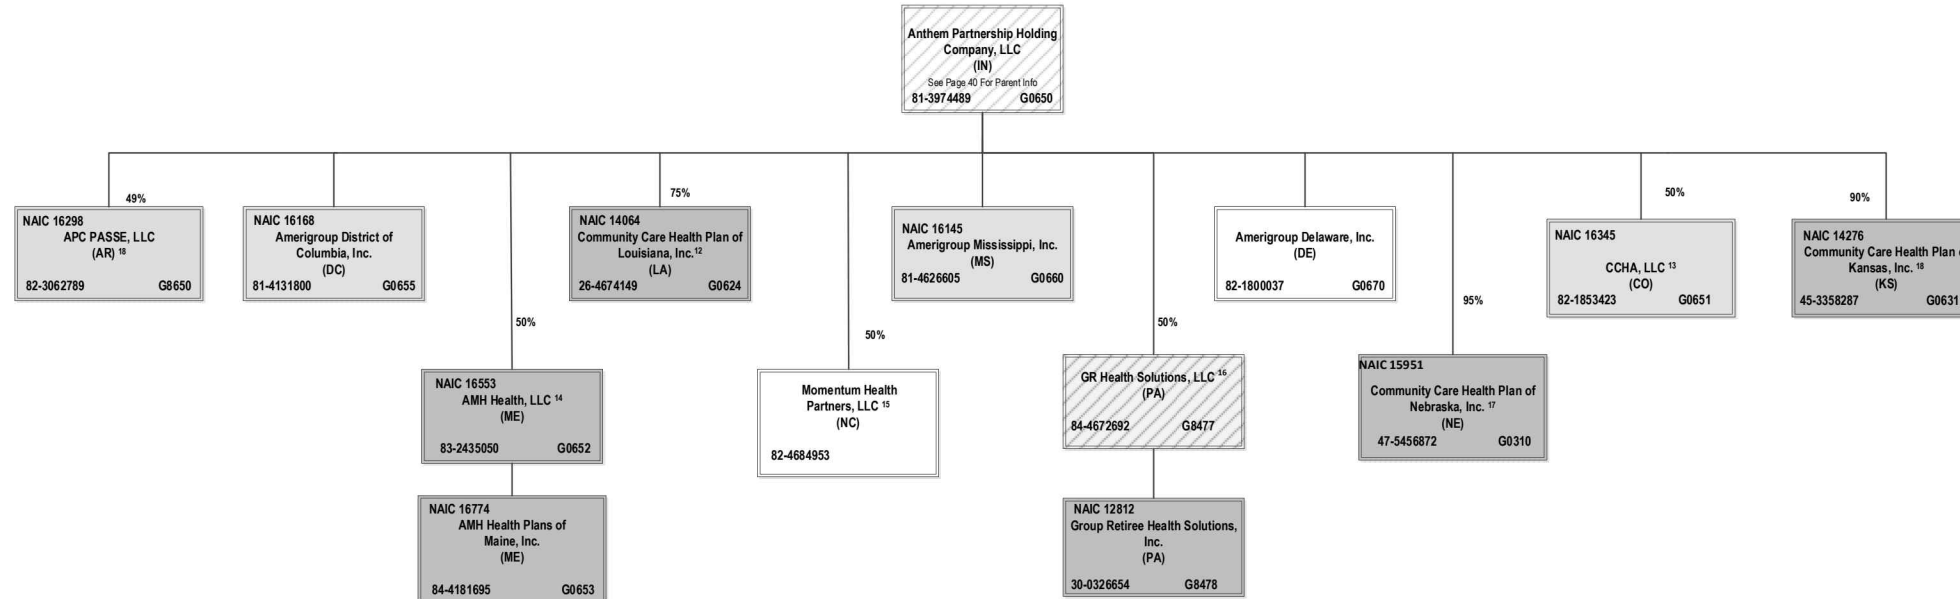 Anthem Partnership Holding
Company, LLC
(IN)
See Page 40 For Parent Info
81-3974489 G0650
49%
NAIC 16298
APC PASSE, LLC
(AR) 18
82-3062789 G8650
NAIC 16168
Amerigroup District of
Columbia, Inc.
(DC)
81-4131800 G0655
75%
NAIC 14064
Community Care Health Plan of
Louisiana, Inc.12
(LA)
26-4674149 G0624
NAIC 16145
Amerigroup Mississippi, Inc.
(MS)
81-4626605 G0660
Amerigroup Delaware, Inc.
(DE)
82-1800037 G0670
50%
NAIC 16345
CCHA, LLC 13
(CO)
82-1853423 G0651
90%
NAIC 14276
Community Care Health Plan
Kansas, Inc. 18
(KS)
45-3358287 G0631
50%
NAIC 16553
AMH Health, LLC 14
(ME)
83-2435050 G0652
50%
Momentum Health
Partners, LLC 15
(NC)
82-4684953
50%
GR Health Solutions, LLC 16
(PA)
84-4672692 G8477
95%
NAIC 15951
Community Care Health Plan of
Nebraska, Inc. 17
(NE)
47-5456872 G0310
NAIC 16774
AMH Health Plans of
Maine, Inc.
(ME)
84-4181695 G0653
NAIC 12812
Group Retiree Health Solutions,
Inc.
(PA)
30-0326654 G8478